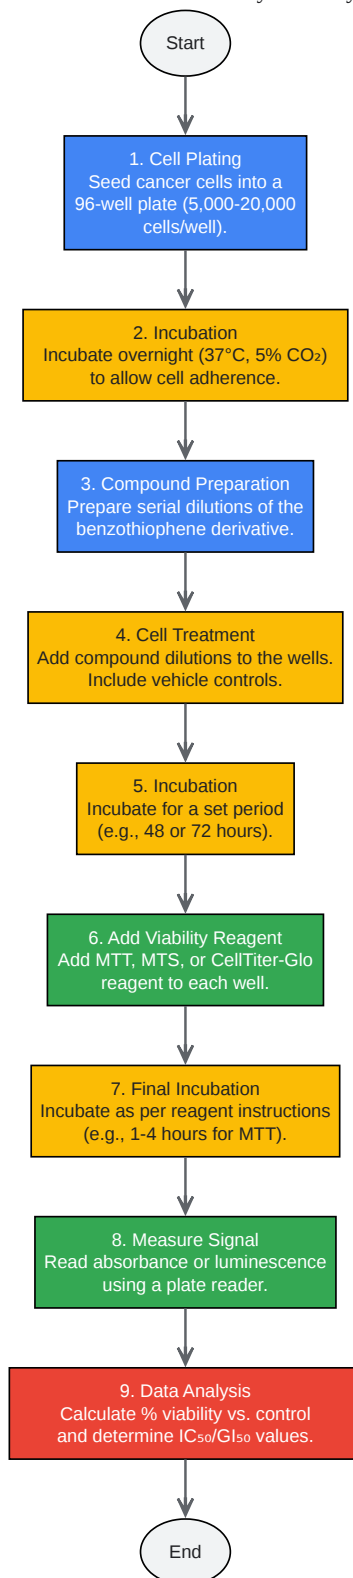 Start
1. Cell Plating
Seed cancer cells into a
96-well plate (5,000-20,000
cells/well).
2. Incubation
Incubate overnight (37°C, 5% CO₂)
to allow cell adherence.
3. Compound Preparation
Prepare serial dilutions of the
benzothiophene derivative.
4. Cell Treatment
Add compound dilutions to the wells.
Include vehicle controls.
5. Incubation
Incubate for a set period
(e.g., 48 or 72 hours).
6. Add Viability Reagent
Add MTT, MTS, or CellTiter-Glo
reagent to each well.
7. Final Incubation
Incubate as per reagent instructions
(e.g., 1-4 hours for MTT).
8. Measure Signal
Read absorbance or luminescence
using a plate reader.
9. Data Analysis
Calculate % viability vs. control
and determine IC₅₀/GI₅₀ values.
End